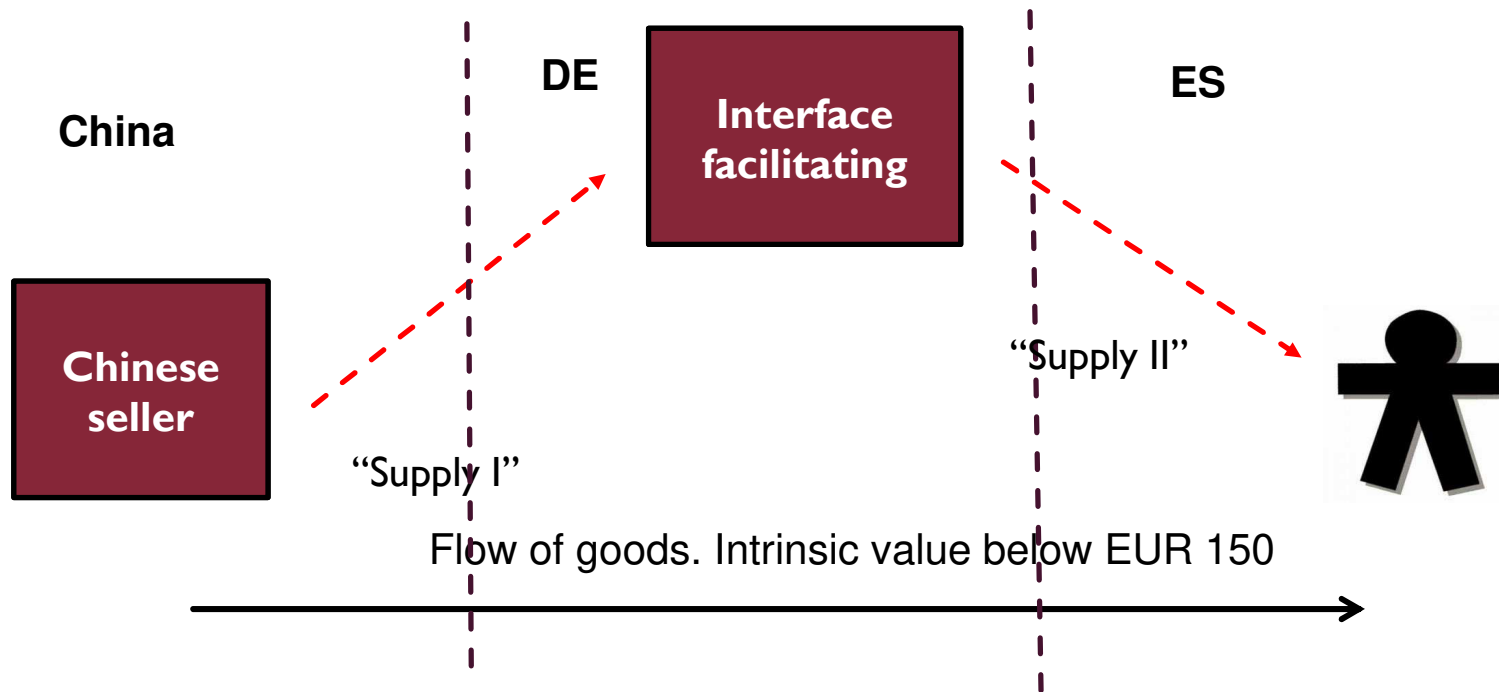 DE
ES
China
Interface
facilitating
Chinese
seller
“Supply II”
“Supply I”
Flow of goods. Intrinsic value below EUR 150